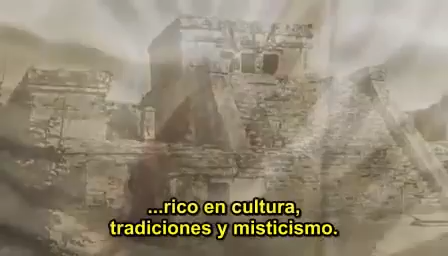 ...rico en cultura,
tradiciones y misticismo.